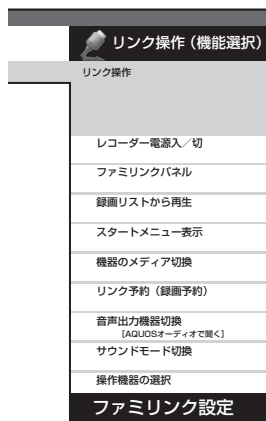 リンク操作（機能選択）
リンク操作
レコーダー電源入／切
ファミリンクパネル
録画リストから再生
スタートメニュー表示
機器のメディア切換
リンク予約（録画予約）
音声出力機器切換
［AQUOSオーディオで聞く］
サウンドモード切換
操作機器の選択
ファミリンク設定